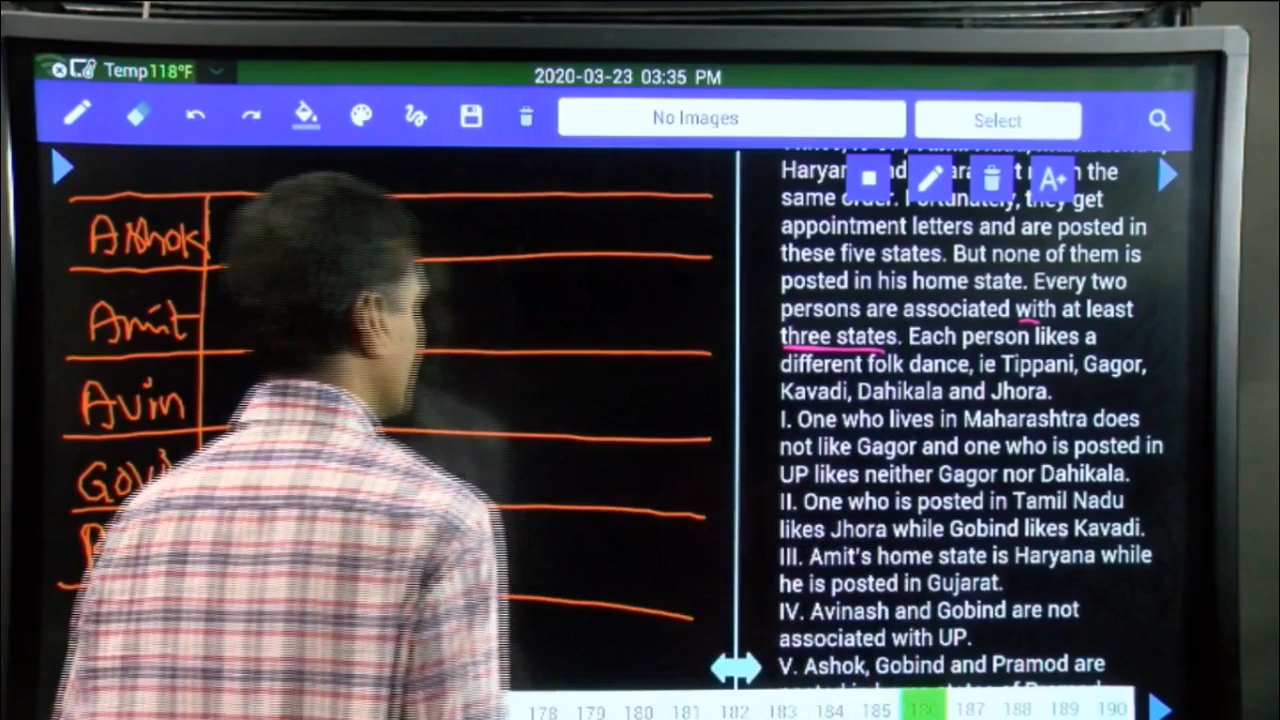 Temp 118°F
2020-03-23 03:35 PM
No Images
Select
A+
Ashok
Amit
Avin
the
same order. Fortunately, they get
appointment letters and are posted in
these five states. But none of them is
posted in his home state. Every two
persons are associated with at least
three states. Each person likes a
different folk dance, ie Tippani, Gagor,
Kavadi, Dahikala and Jhora.
I. One who lives in Maharashtra does
not like Gagor and one who is posted in
UP likes neither Gagor nor Dahikala.
II. One who is posted in Tamil Nadu
likes Jhora while Gobind likes Kavadi.
III. Amit's home state is Haryana while
he is posted in Gujarat.
IV. Avinash and Gobind are not
associated with UP.
V. Ashok, Gobind and Pramod are
178 179 180 181 182 183 184 185 186 187 188 189 190